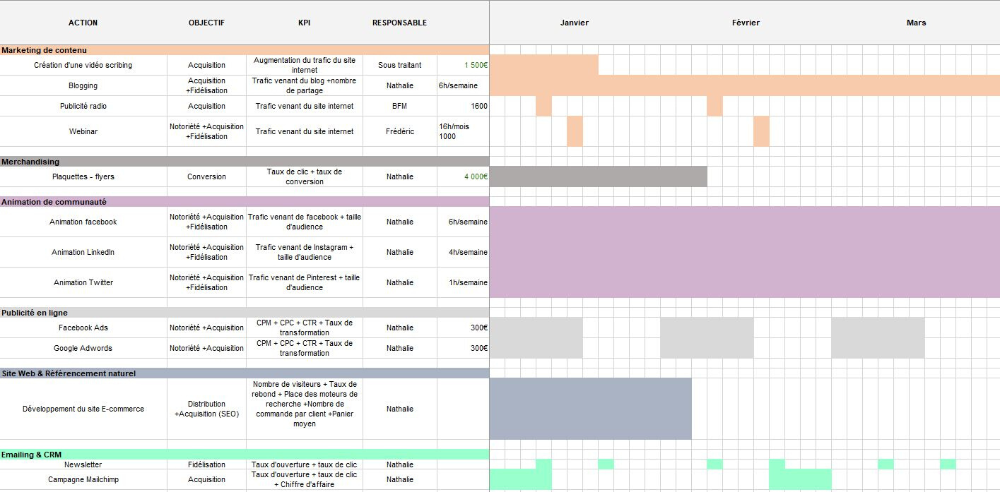 ACTION OBJECTIF KPI RESPONSABLE Janvier Février Mars
Marketing de contenu
Création d'une vidéo scribing Acquisition Augmentation du trafic du site internet Sous traitant 1 500€
Blogging Acquisition +Fidélisation Trafic venant du blog +nombre de partage Nathalie 6h/semaine
Publicité radio Acquisition Trafic venant du site internet BFM 1600
Webinar Notoriété +Acquisition +Fidélisation Trafic venant du site internet Frédéric 16h/mois 1000
Merchandising
Plaquettes - flyers Conversion Taux de clic + taux de conversion Nathalie 4 000€
Animation de communauté
Animation facebook Notoriété +Acquisition +Fidélisation Trafic venant de facebook + taille d'audience Nathalie 6h/semaine
Animation LinkedIn Notoriété +Acquisition +Fidélisation Trafic venant de Instagram + taille d'audience Nathalie 4h/semaine
Animation Twitter Notoriété +Acquisition +Fidélisation Trafic venant de Pinterest + taille d'audience Nathalie 1h/semaine
Publicité en ligne
Facebook Ads Notoriété +Acquisition CPM + CPC + CTR + Taux de transformation Nathalie 300€
Google Adwords Notoriété +Acquisition CPM + CPC + CTR + Taux de transformation Nathalie 300€
Site Web & Référencement naturel
Développement du site E-commerce Distribution +Acquisition (SEO) Nombre de visiteurs + Taux de rebond + Place des moteurs de recherche +Nombre de commande par client +Panier moyen Nathalie
Emailing & CRM
Newsletter Fidélisation Taux d'ouverture + taux de clic Nathalie
Campagne Mailchimp Acquisition Taux d'ouverture + taux de clic + Chiffre d'affaire Nathalie